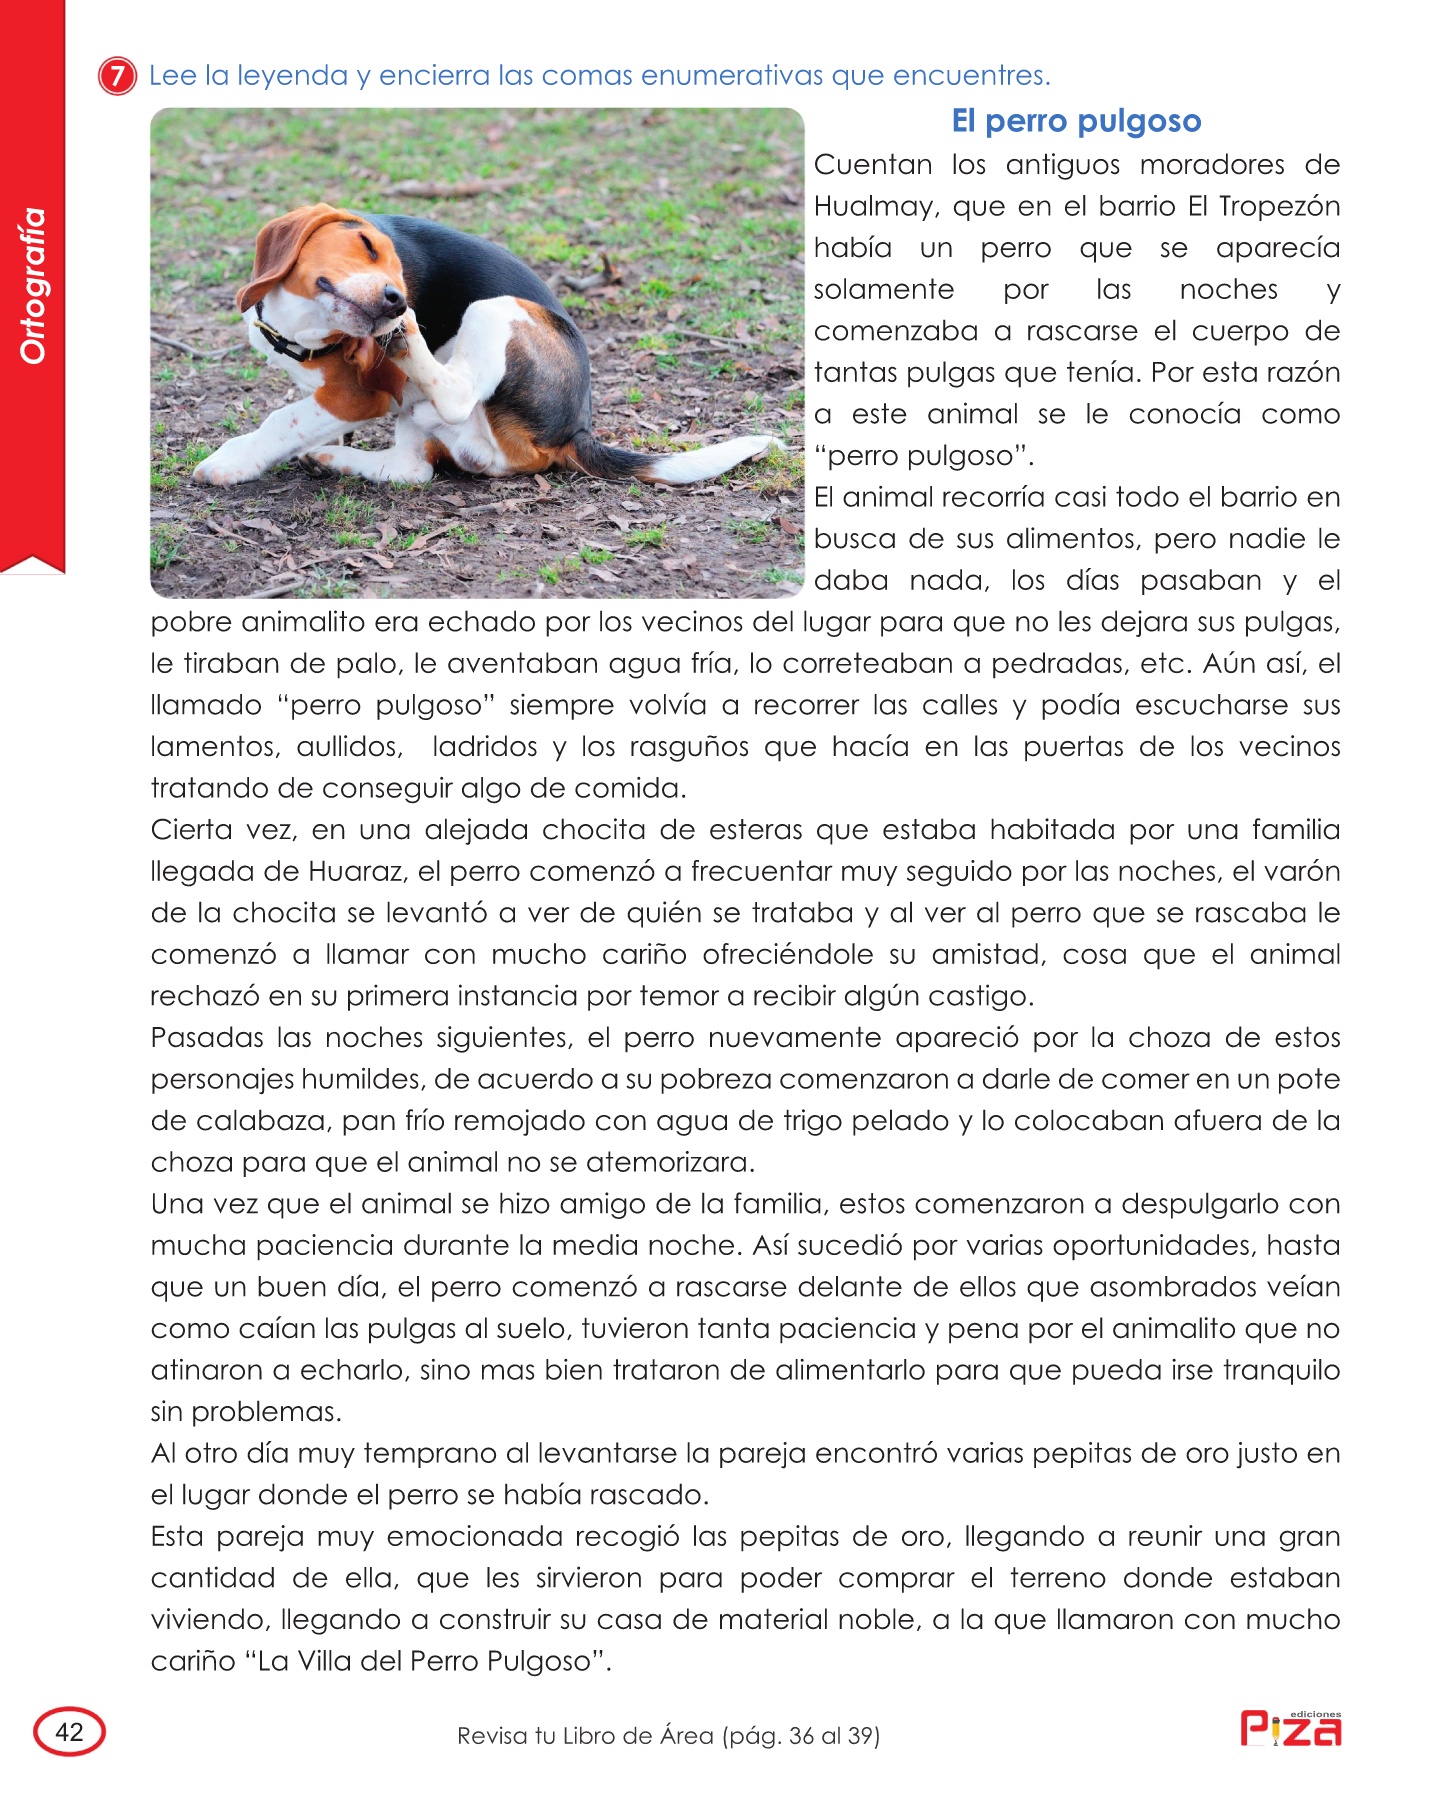 Ortografía
7 Lee la leyenda y encierra las comas enumerativas que encuentres.
El perro pulgoso
Cuentan los antiguos moradores de
Hualmay, que en el barrio El Tropezón
había un perro que se aparecía
solamente por las noches y
comenzaba a rascarse el cuerpo de
tantas pulgas que tenía. Por esta razón
a este animal se le conocía como
“perro pulgoso”.
El animal recorría casi todo el barrio en
busca de sus alimentos, pero nadie le
daba nada, los días pasaban y el
pobre animalito era echado por los vecinos del lugar para que no les dejara sus pulgas,
le tiraban de palo, le aventaban agua fría, lo correteaban a pedradas, etc. Aún así, el
llamado “perro pulgoso” siempre volvía a recorrer las calles y podía escucharse sus
lamentos, aullidos, ladridos y los rasguños que hacía en las puertas de los vecinos
tratando de conseguir algo de comida.
Cierta vez, en una alejada chocita de esteras que estaba habitada por una familia
llegada de Huaraz, el perro comenzó a frecuentar muy seguido por las noches, el varón
de la chocita se levantó a ver de quién se trataba y al ver al perro que se rascaba le
comenzó a llamar con mucho cariño ofreciéndole su amistad, cosa que el animal
rechazó en su primera instancia por temor a recibir algún castigo.
Pasadas las noches siguientes, el perro nuevamente apareció por la choza de estos
personajes humildes, de acuerdo a su pobreza comenzaron a darle de comer en un pote
de calabaza, pan frío remojado con agua de trigo pelado y lo colocaban afuera de la
choza para que el animal no se atemorizara.
Una vez que el animal se hizo amigo de la familia, estos comenzaron a despulgarlo con
mucha paciencia durante la media noche. Así sucedió por varias oportunidades, hasta
que un buen día, el perro comenzó a rascarse delante de ellos que asombrados veían
como caían las pulgas al suelo, tuvieron tanta paciencia y pena por el animalito que no
atinaron a echarlo, sino mas bien trataron de alimentarlo para que pueda irse tranquilo
sin problemas.
Al otro día muy temprano al levantarse la pareja encontró varias pepitas de oro justo en
el lugar donde el perro se había rascado.
Esta pareja muy emocionada recogió las pepitas de oro, llegando a reunir una gran
cantidad de ella, que les sirvieron para poder comprar el terreno donde estaban
viviendo, llegando a construir su casa de material noble, a la que llamaron con mucho
cariño “La Villa del Perro Pulgoso”.
42
Revisa tu Libro de Área (pág. 36 al 39)
ediciones
Piza